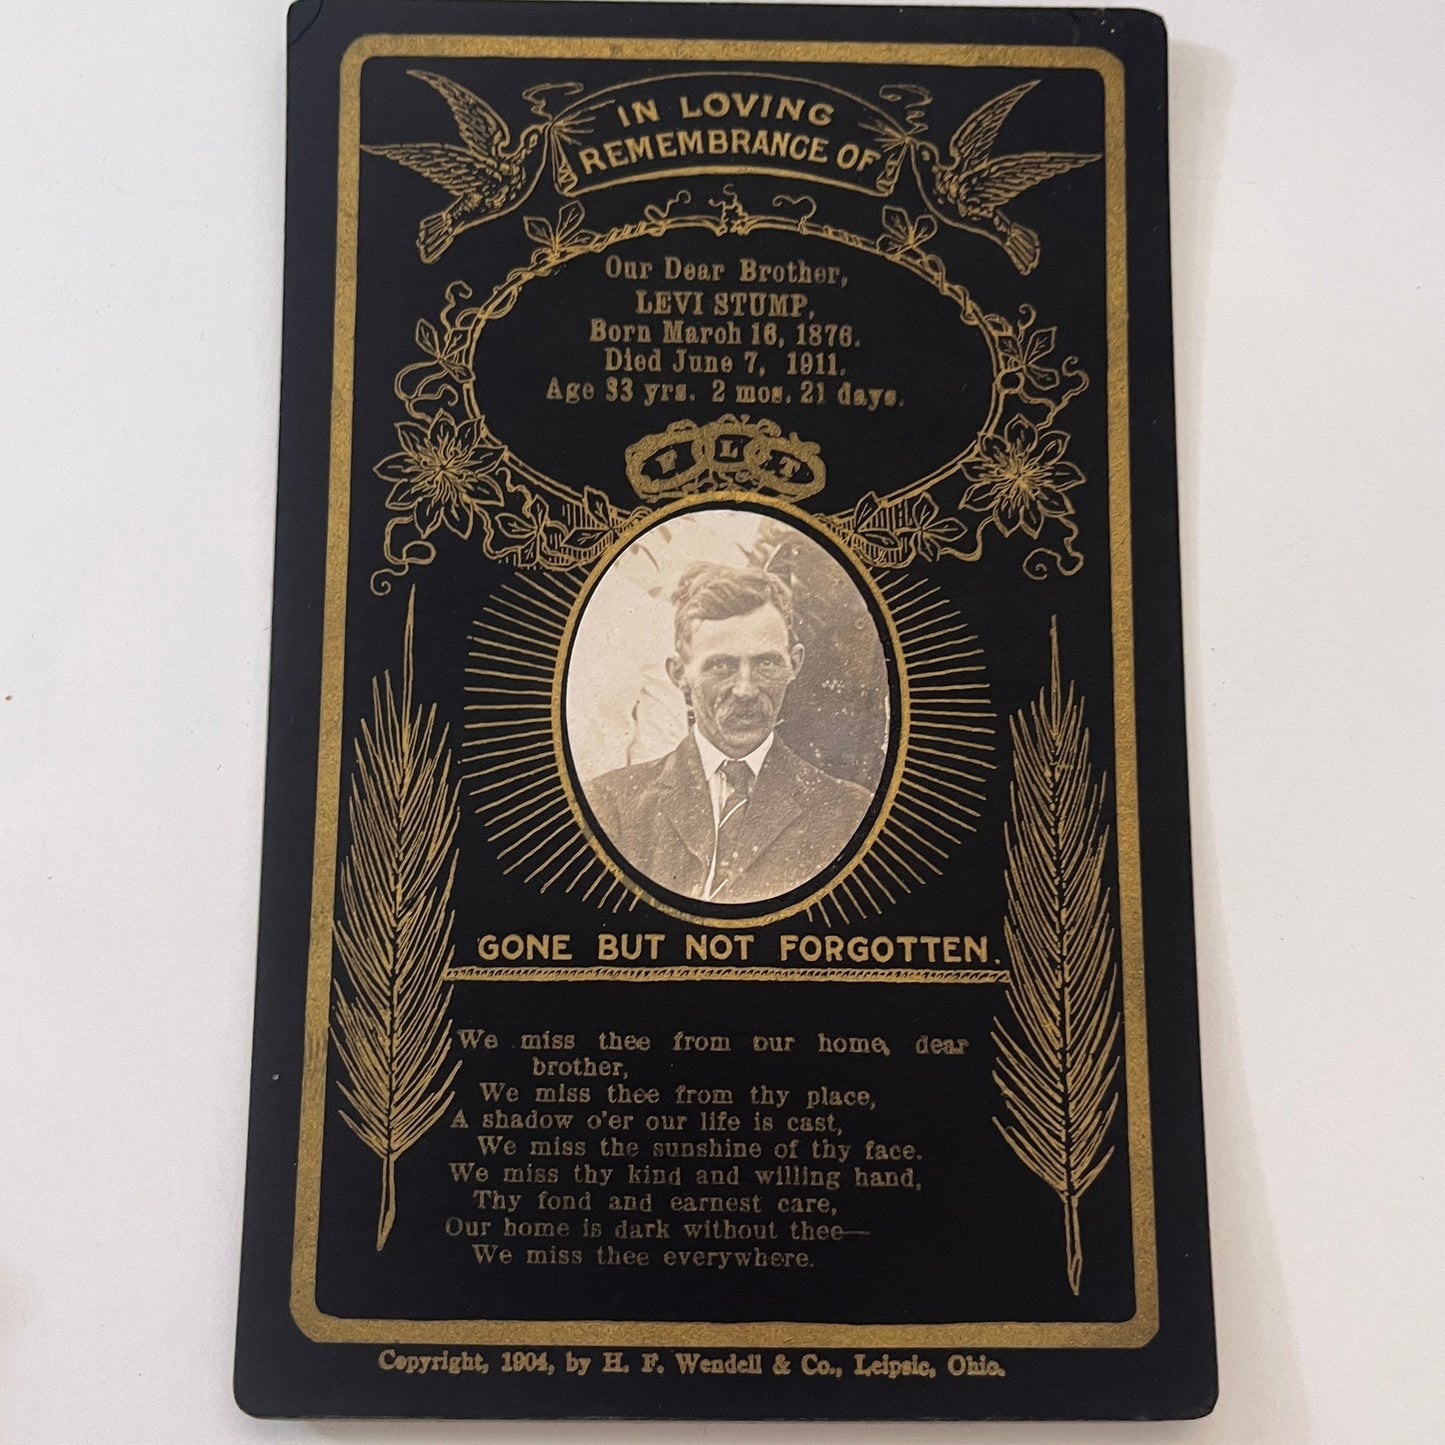 IN LOVING
REMEMBRANCE OF
Our Dear Brother,
LEVI STUMP.
Born March 16, 1876.
Died June 7, 1911.
Age 33 yrs. 2 mos. 21 days.
F L T
GONE BUT NOT FORGOTTEN.
We miss thee from our home, dear
brother,
We miss thee from thy place,
A shadow o'er our life is cast,
We miss the sunshine of thy face.
We miss thy kind and willing hand,
Thy fond and earnest care,
Our home is dark without thee—
We miss thee everywhere.
Copyright, 1904, by H. F. Wendell & Co., Leipsic, Ohio.